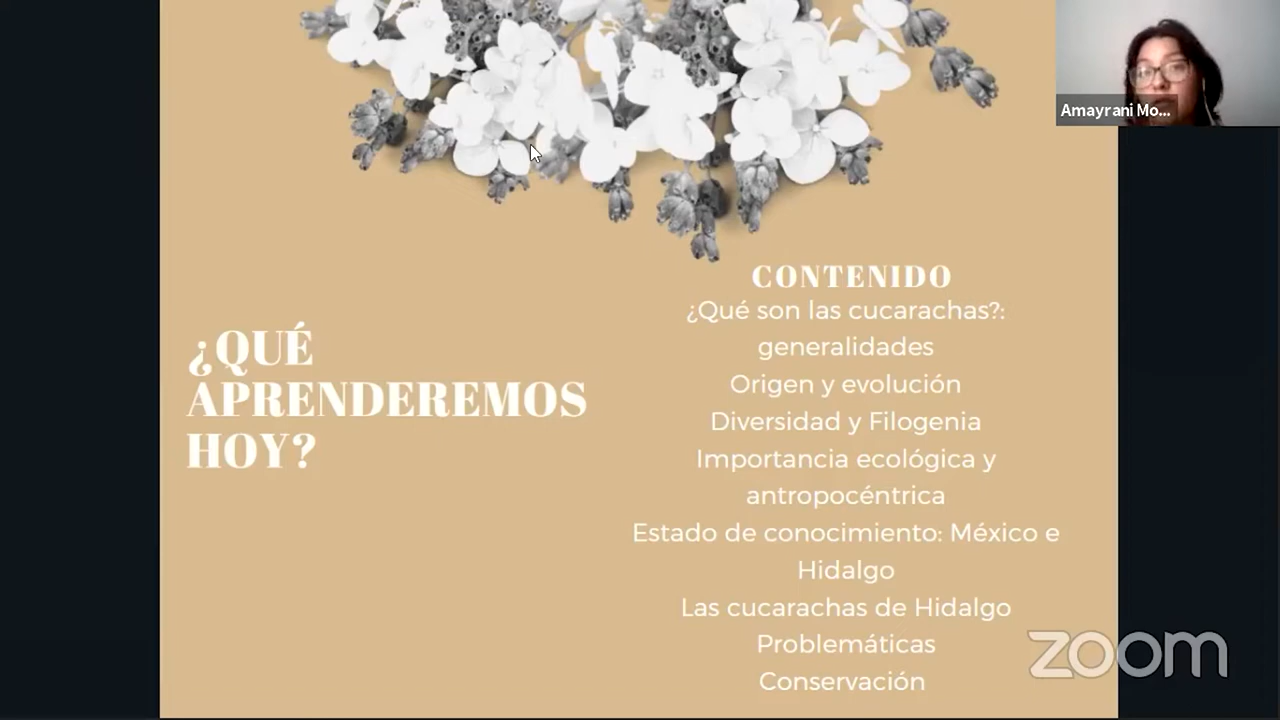 Amayrani Mo...
¿QUÉ
APRENDEREMOS
HOY?
CONTENIDO
¿Qué son las cucarachas?:
generalidades
Origen y evolución
Diversidad y Filogenia
Importancia ecológica y
antropocéntrica
Estado de conocimiento: México e
Hidalgo
Las cucarachas de Hidalgo
Problemáticas
Conservación
zoom